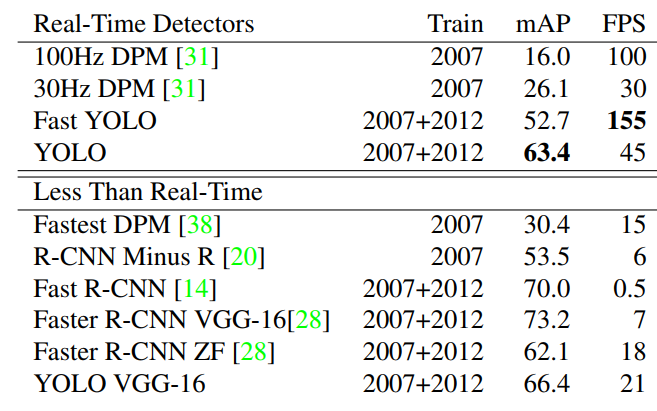 Real-Time Detectors Train mAP FPS
100Hz DPM [31] 2007 16.0 100
30Hz DPM [31] 2007 26.1 30
Fast YOLO 2007+2012 52.7 155
YOLO 2007+2012 63.4 45
Less Than Real-Time
Fastest DPM [38] 2007 30.4 15
R-CNN Minus R [20] 2007 53.5 6
Fast R-CNN [14] 2007+2012 70.0 0.5
Faster R-CNN VGG-16[28] 2007+2012 73.2 7
Faster R-CNN ZF [28] 2007+2012 62.1 18
YOLO VGG-16 2007+2012 66.4 21